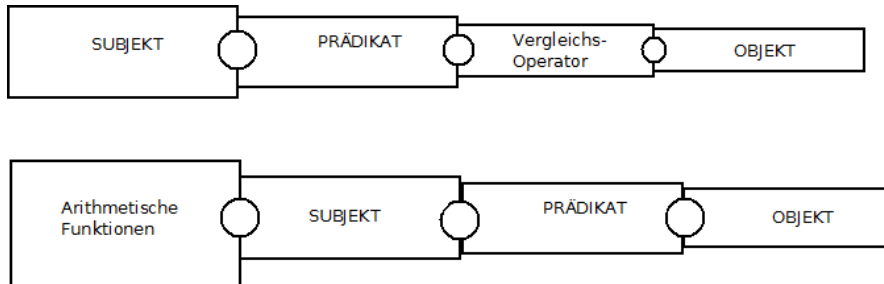 SUBJEKT
PRÄDIKAT
Vergleichs-
Operator
OBJEKT
Arithmetische
Funktionen
SUBJEKT
PRÄDIKAT
OBJEKT